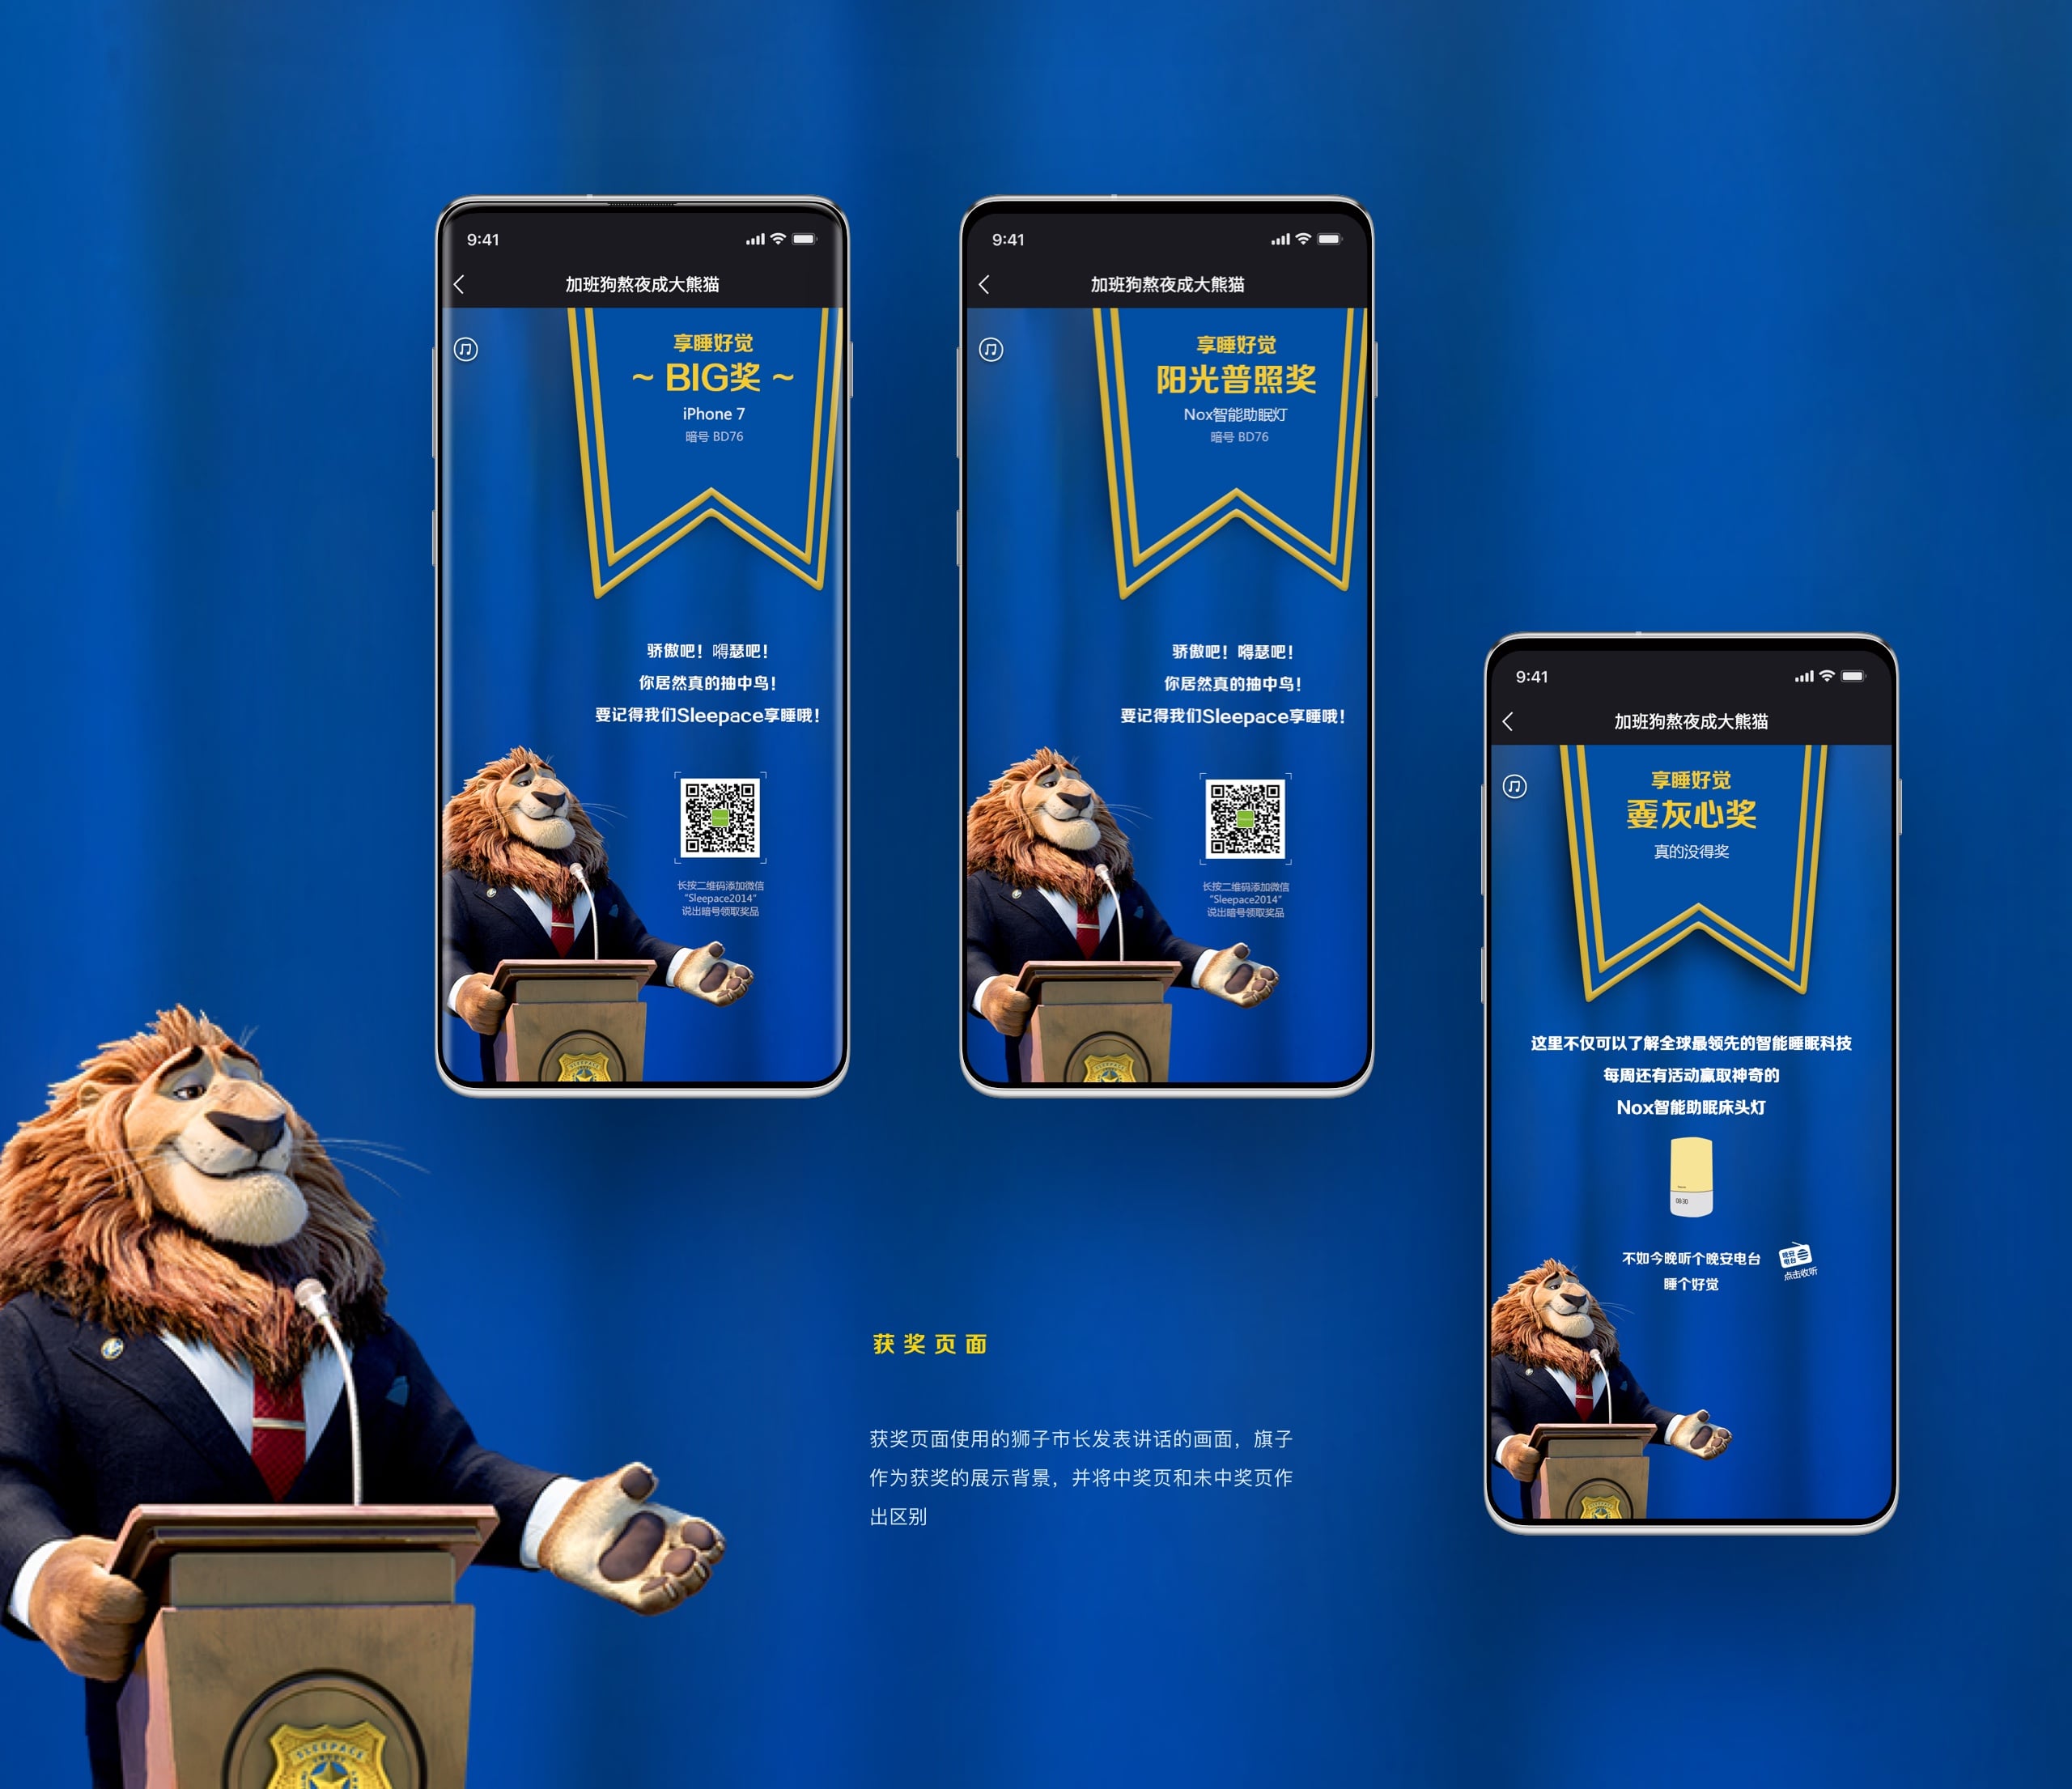 9:41
加班狗熬夜成大熊猫
享睡好觉
~ BIG奖 ~
iPhone 7
暗号 BD76
骄傲吧！嘚瑟吧！
你居然真的抽中鸟！
要记得我们Sleepace享睡哦！
长按二维码添加微信
“Sleepace2014”
说出暗号领取奖品
9:41
加班狗熬夜成大熊猫
享睡好觉
阳光普照奖
Nox智能助眠灯
暗号 BD76
骄傲吧！嘚瑟吧！
你居然真的抽中鸟！
要记得我们Sleepace享睡哦！
长按二维码添加微信
“Sleepace2014”
说出暗号领取奖品
9:41
加班狗熬夜成大熊猫
享睡好觉
嫑灰心奖
真的没得奖
这里不仅可以了解全球最领先的智能睡眠科技
每周还有活动赢取神奇的
Nox智能助眠床头灯
08:30
不如今晚听个晚安电台
睡个好觉
晚安
电台
点击收听
获奖页面
获奖页面使用的狮子市长发表讲话的画面，旗子
作为获奖的展示背景，并将中奖页和未中奖页作
出区别
SLEEPACE